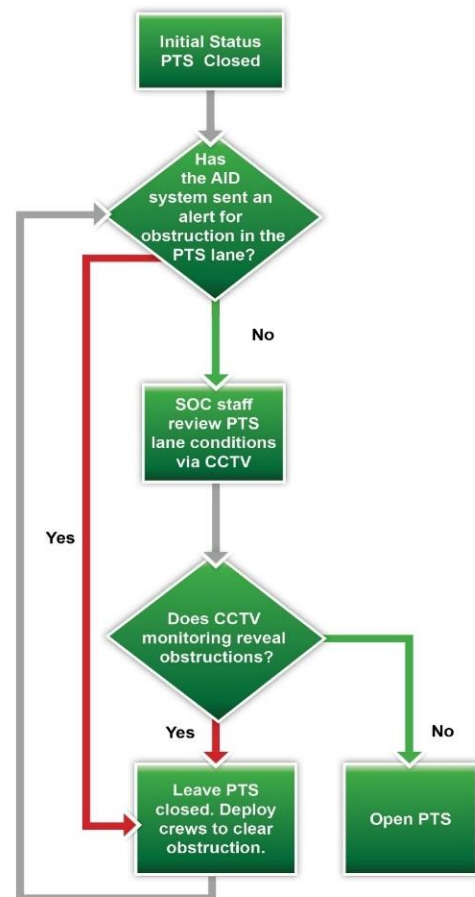 Initial Status
PTS Closed
Has
the AID
system sent an
alert for
obstruction in the
PTS lane?
No
SOC staff
review PTS
lane conditions
via CCTV
Yes
Does CCTV
monitoring reveal
obstructions?
Yes
No
Leave PTS
closed. Deploy
crews to clear
obstruction.
Open PTS